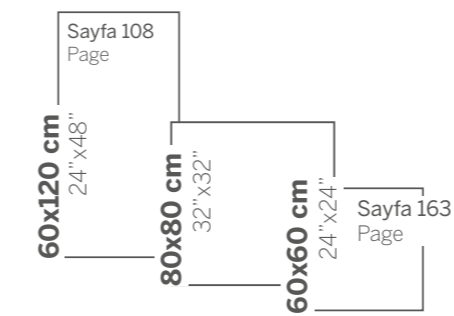 Sayfa 108
Page
60x120 cm
24”x48”
80x80 cm
32”x32”
60x60 cm
24”x24”
Sayfa 163
Page